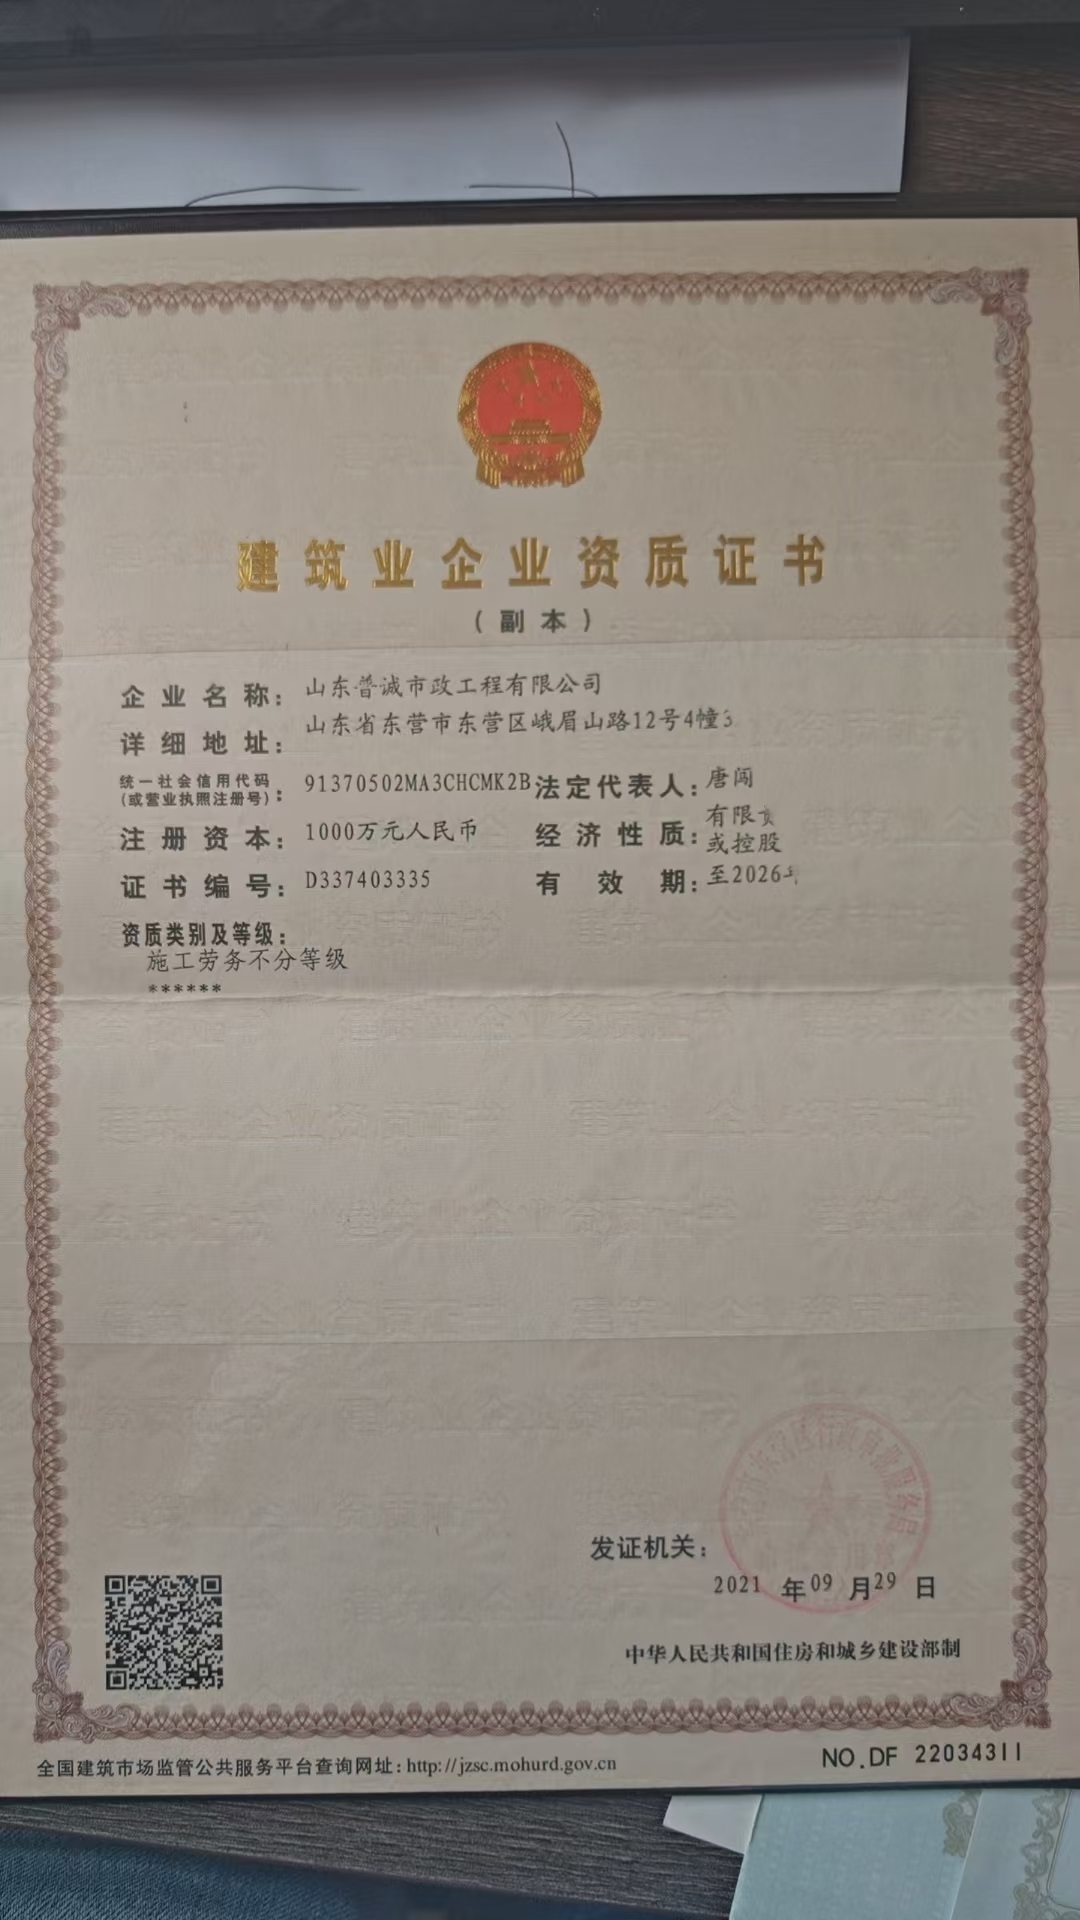 建筑业企业资质证书
（副本）
企业名称：山东普诚市政工程有限公司
详细地址：山东省东营市东营区峨眉山路12号4幢3
统一社会信用代码
(或营业执照注册号)：91370502MA3CHCMK2B 法定代表人：唐闯
注册资本：1000万元人民币 经济性质：有限
或控股
证书编号：D337403335 有效期：至2026年
资质类别及等级：
施工劳务不分等级
******
发证机关：
2021 年 09 月 29 日
中华人民共和国住房和城乡建设部制
全国建筑市场监管公共服务平台查询网址：http://jzsc.mohurd.gov.cn
NO.DF 22034311